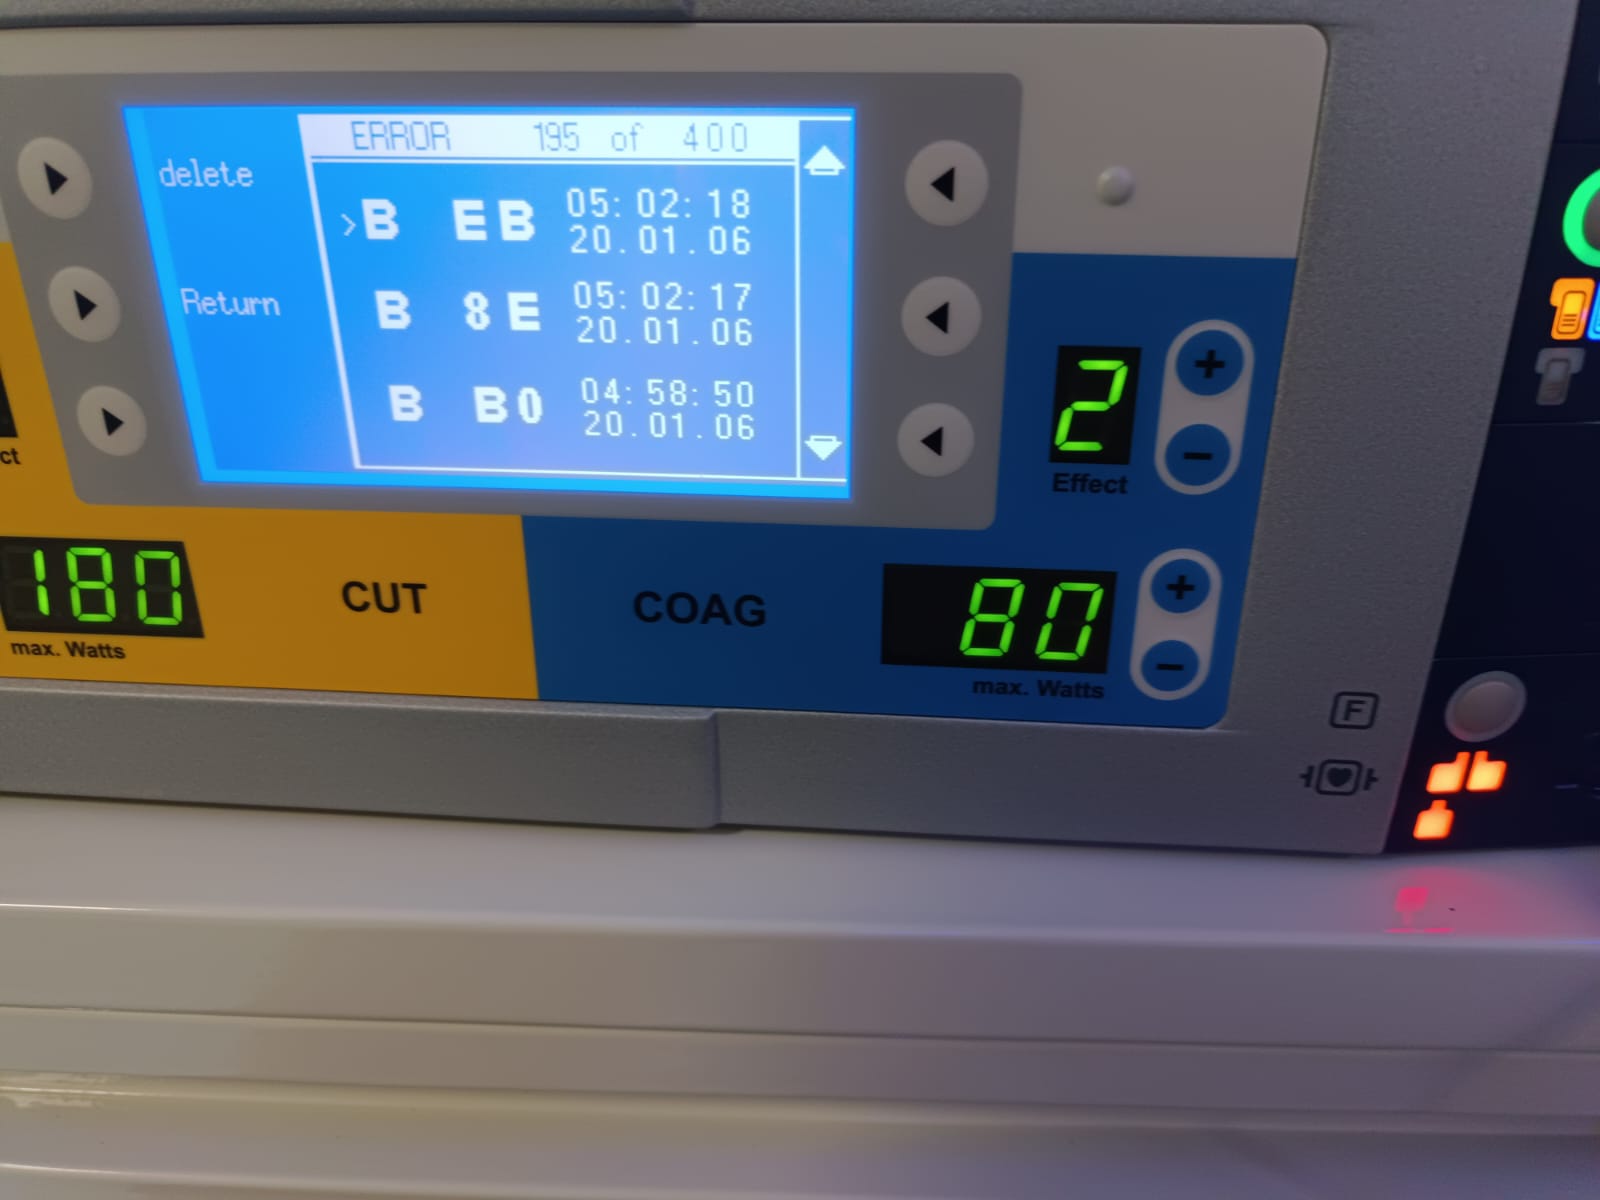 ERROR 195 of 400
delete
>B EB 05:02:18
20.01.06
Return
B 8E 05:02:17
20.01.06
B B0 04:58:50
20.01.06
2
+
-
Effect
ct
180
max. Watts
CUT
COAG
80
+
-
max. Watts
F